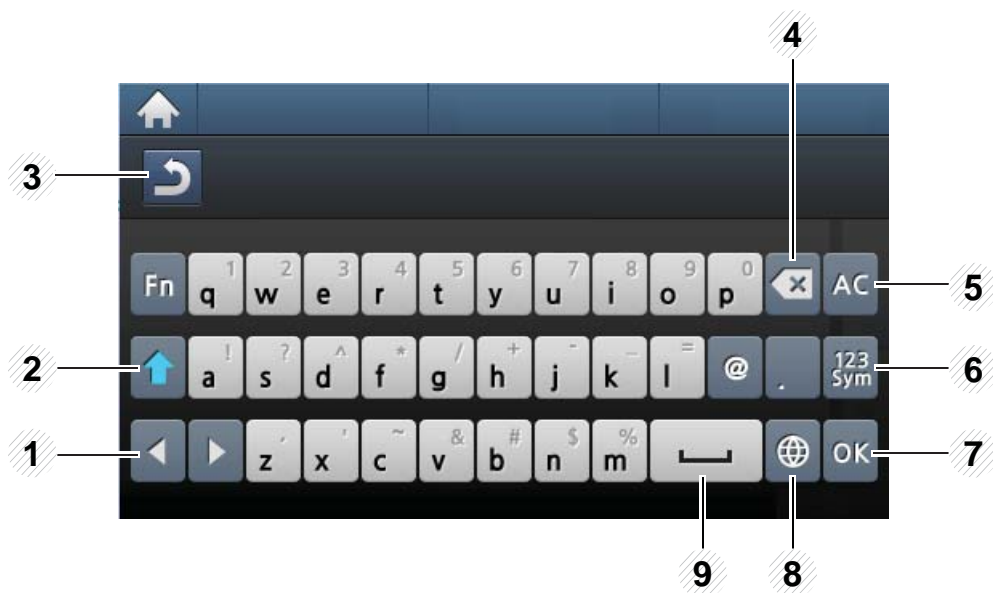 4
3
Fn q 1 w 2 e 3 r 4 t 5 y 6 u 7 i 8 o 9 p 0 AC
5
2
a ! s ? d ^ f * g / h + j - k _ l = @ . 123 Sym
6
1
z ´ x ' c ~ v & b # n $ m % OK
7
9 8